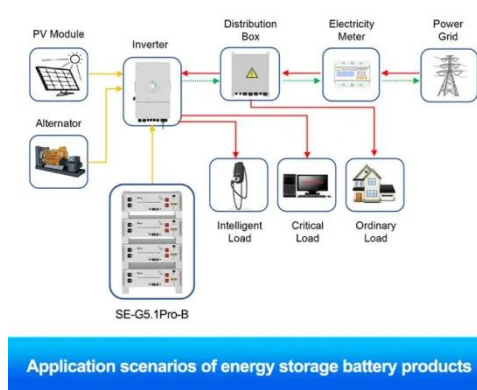 PV Module
Inverter
Distribution
Box
Electricity
Meter
Power
Grid
Alternator
Intelligent
Load
Critical
Load
Ordinary
Load
SE-G5.1Pro-B
Application scenarios of energy storage battery products